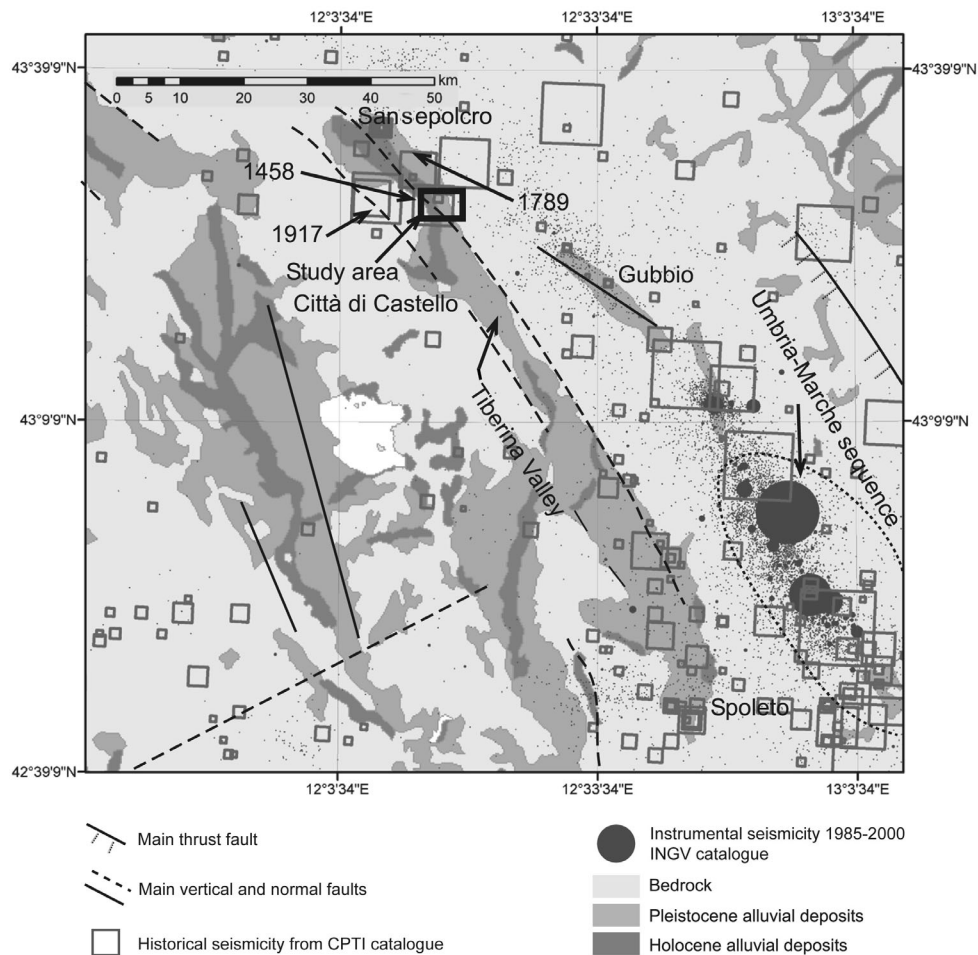 12°3'34"E
12°33'34"E
13°3'34"E
43°39'9"N
43°39'9"N
km
0 5 10 20 30 40 50
Sansepolcro
1458
1789
1917
Study area
Città di Castello
Gubbio
Umbria-Marche sequence
Tiberina Valley
43°9'9"N
43°9'9"N
Spoleto
42°39'9"N
42°39'9"N
12°3'34"E
12°33'34"E
13°3'34"E
Main thrust fault
Main vertical and normal faults
Historical seismicity from CPTI catalogue
Instrumental seismicity 1985-2000
INGV catalogue
Bedrock
Pleistocene alluvial deposits
Holocene alluvial deposits